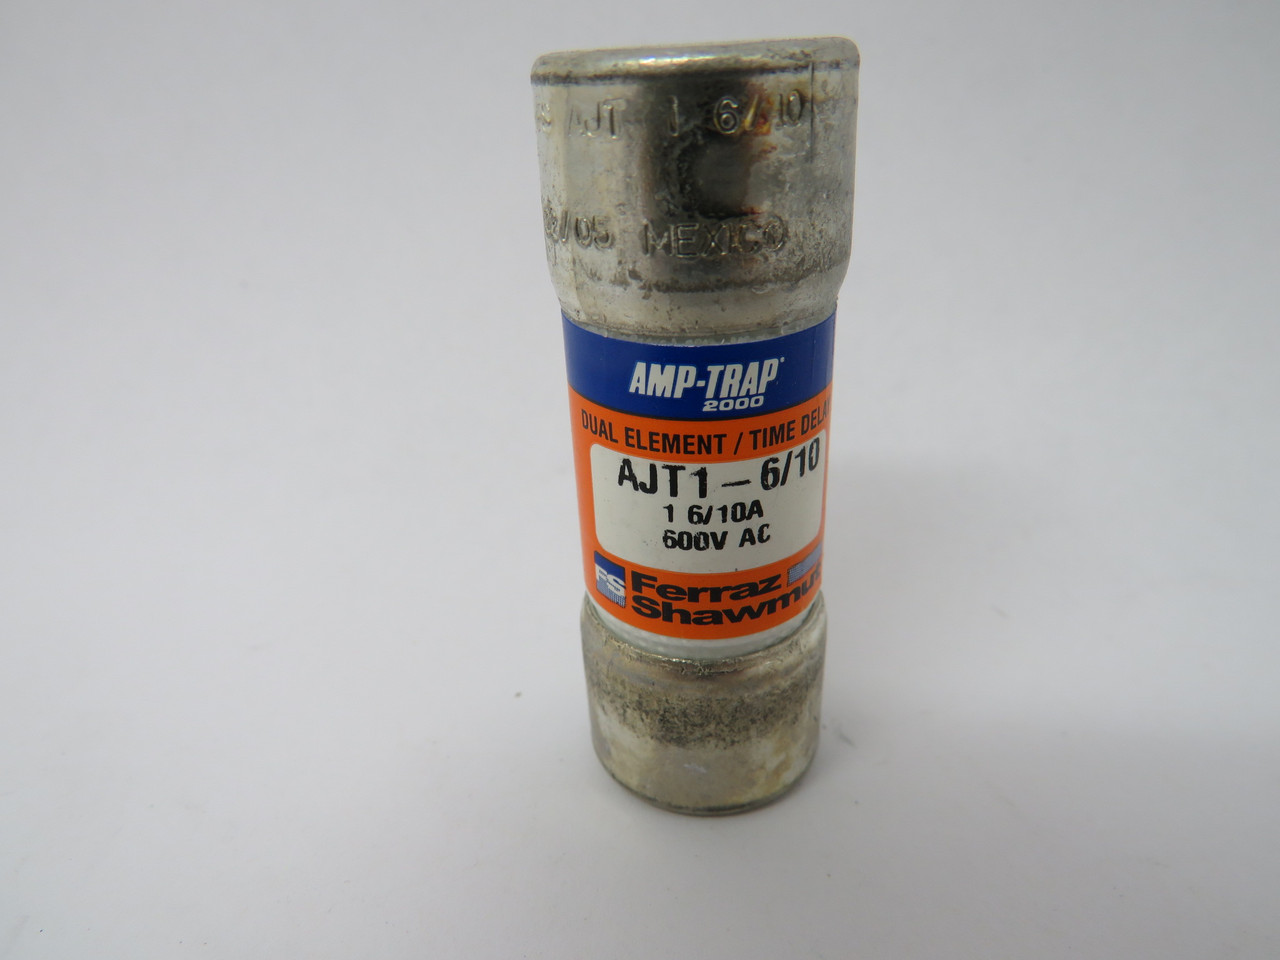 AJT 1 6/10
/05 MEXICO
AMP-TRAP
2000
DUAL ELEMENT / TIME DELA
AJT1-6/10
1 6/10A
600V AC
FS Ferraz
Shawmu